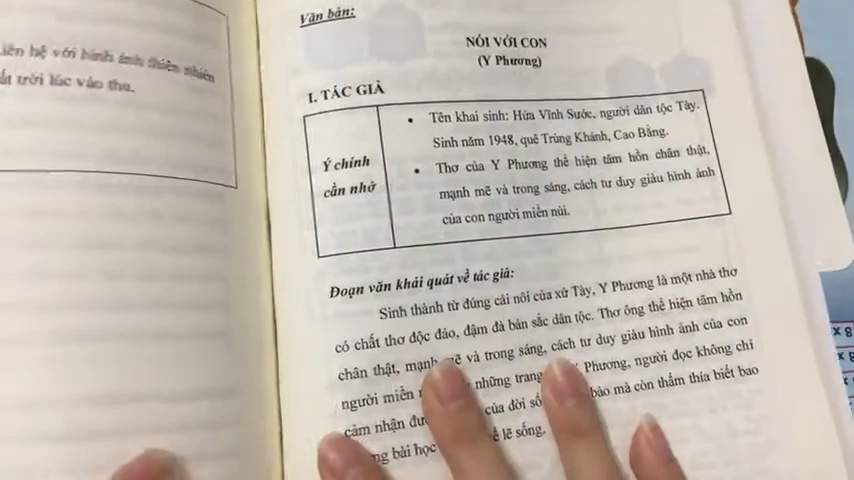 iên hệ với hình ảnh thiên nhiên
ất trời lúc vào thu.
Văn bản:
NÓI VỚI CON
(Y Phương)
I. TÁC GIẢ
Ý chính
cần nhớ
• Tên khai sinh: Hứa Vĩnh Sước, người dân tộc Tày.
Sinh năm 1948, quê Trùng Khánh, Cao Bằng.
• Thơ của Y Phương thể hiện tâm hồn chân thật,
mạnh mẽ và trong sáng, cách tư duy giàu hình ảnh
của con người miền núi.
Đoạn văn khái quát về tác giả:
Sinh thành từ đúng cái nôi của xứ Tày, Y Phương là một nhà thơ
có chất thơ độc đáo, đậm đà bản sắc dân tộc. Thơ ông thể hiện tâm hồn
chân thật, mạnh mẽ và trong sáng, cách tư duy giàu hình ảnh của con
người miền những trang Phương, người đọc không chỉ
cảm nhận của đời bão mà còn thấm thía biết bao
bài học lẽ sống.